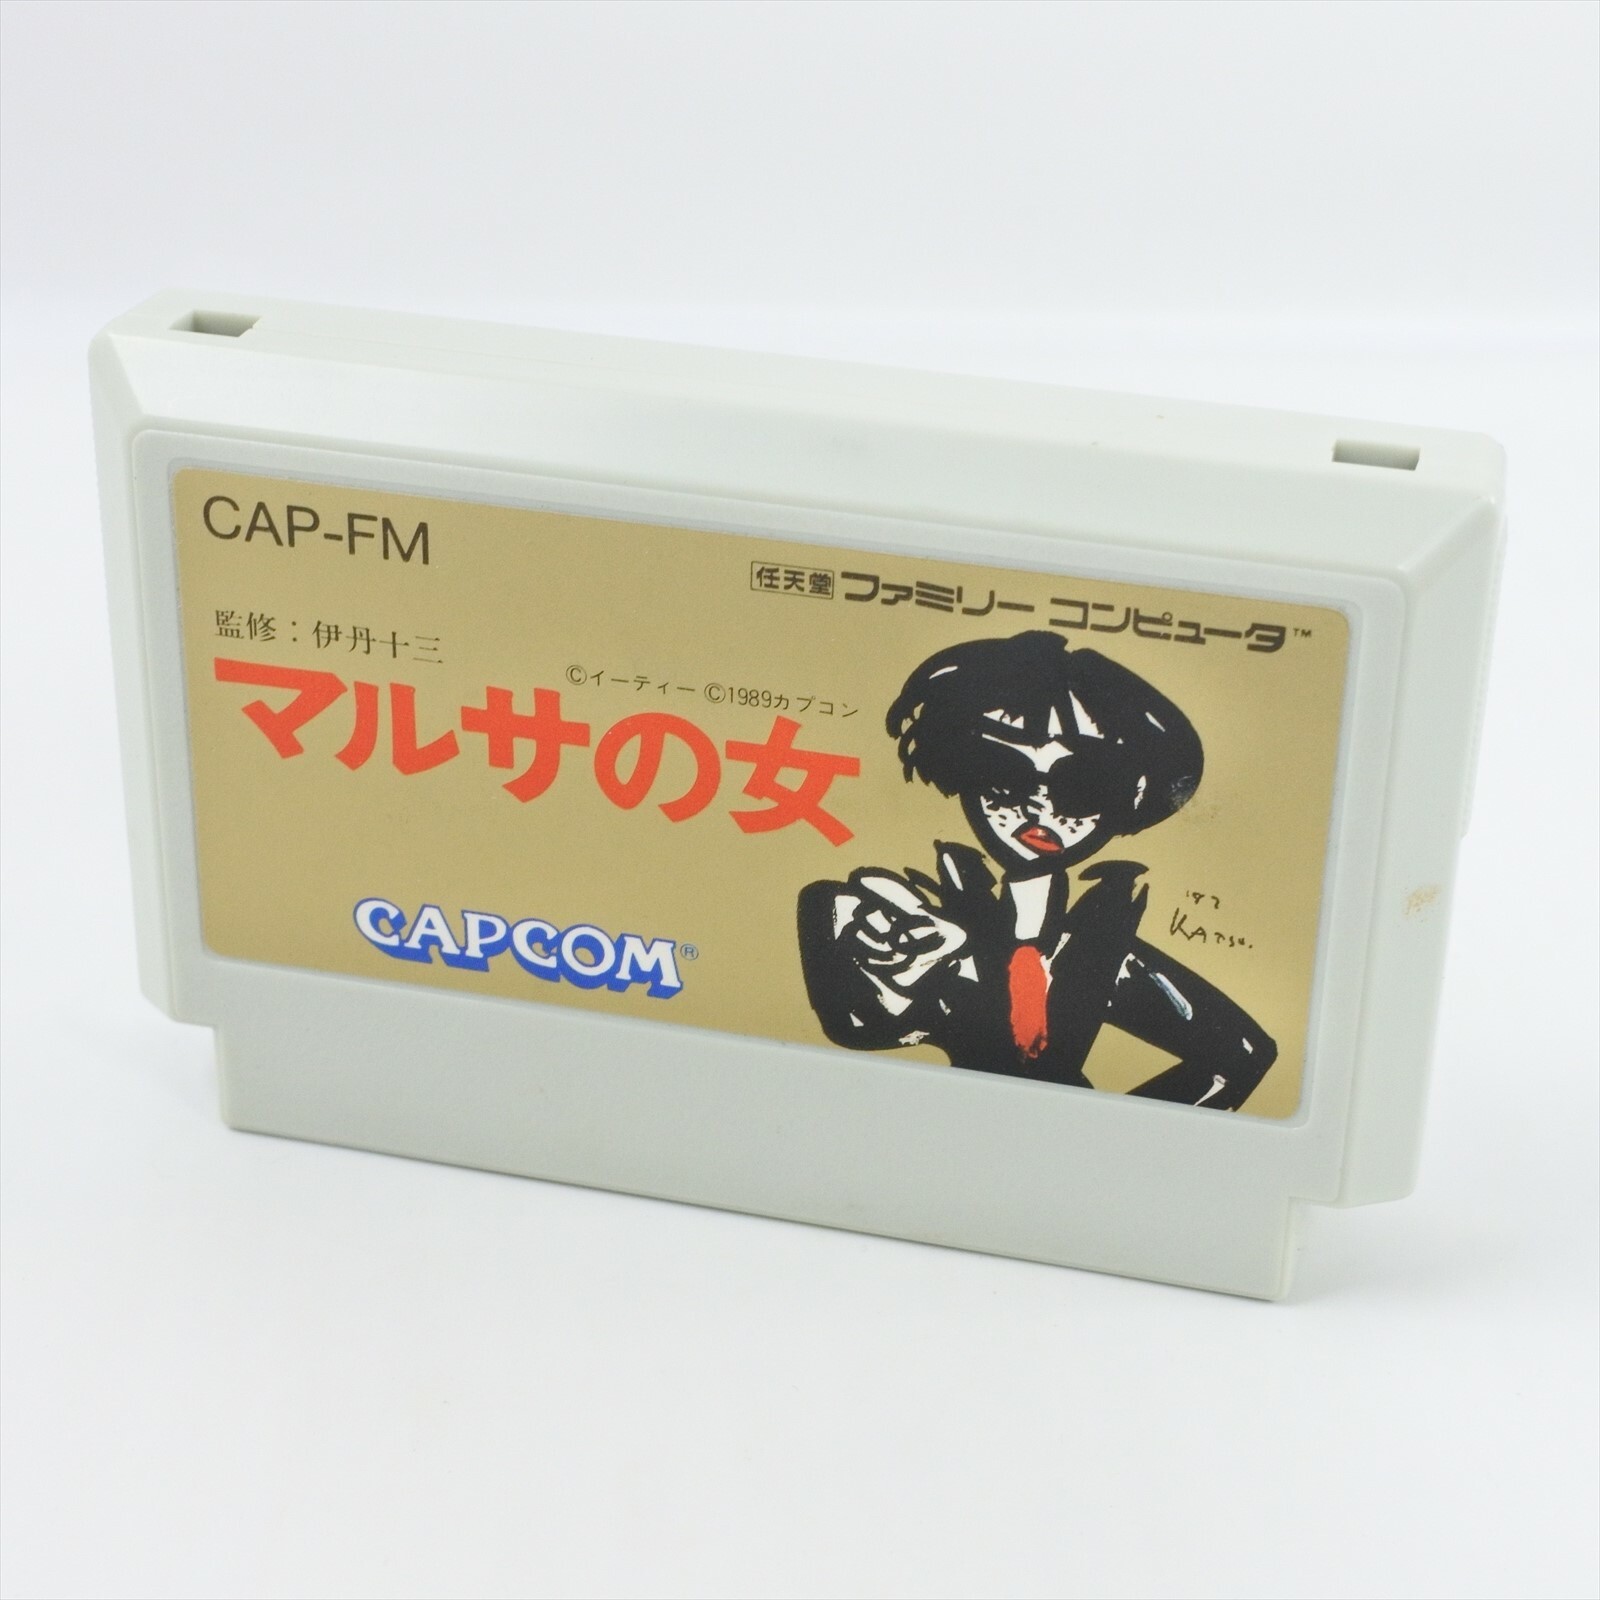 CAP-FM
任天堂 ファミリー コンピュータ™
監修：伊丹十三
©イーティー ©1989カプコン
マルサの女
CAPCOM®
'87
KATSU.